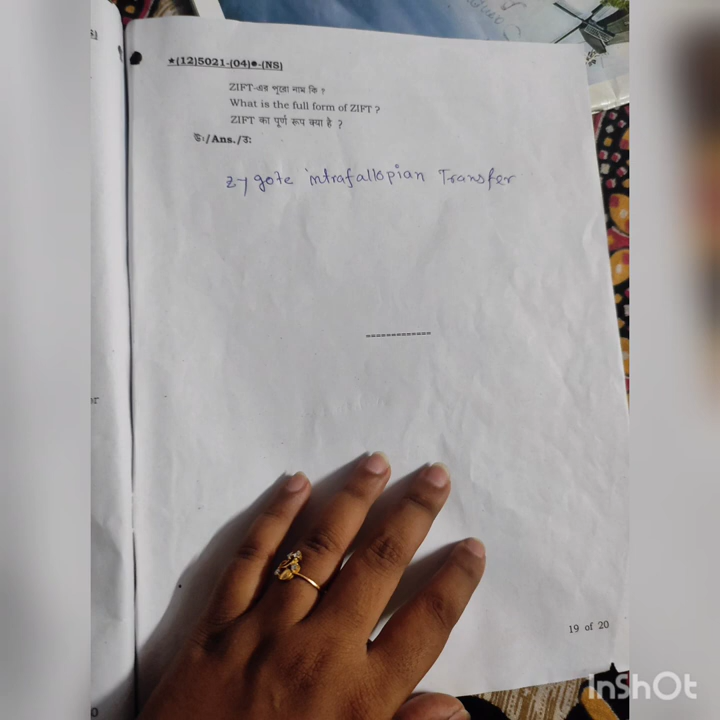 ★(12)5021-(04)●-(NS)
ZIFT-এর পুরো নাম কি ?
What is the full form of ZIFT ?
ZIFT का पूर्ण रूप क्या है ?
উঃ/Ans./उ:
zygote intrafallopian Transfer
-------------
19 of 20
InShOt